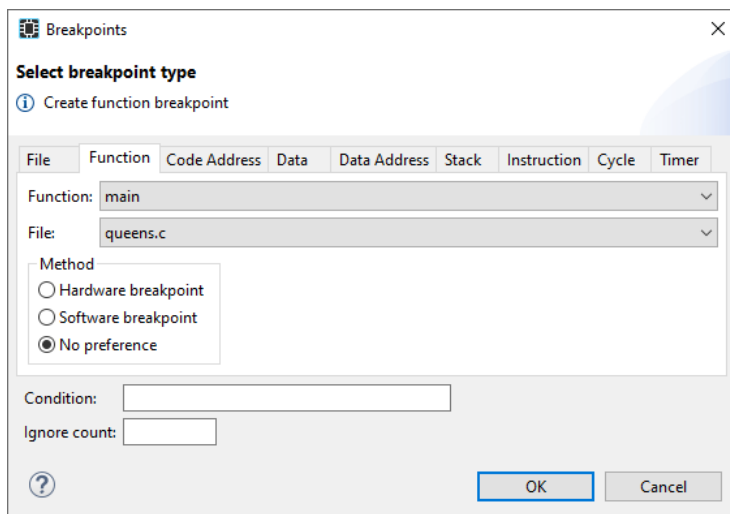 Breakpoints
Select breakpoint type
Create function breakpoint
File Function Code Address Data Data Address Stack Instruction Cycle Timer
Function: main
File: queens.c
Method
Hardware breakpoint
Software breakpoint
No preference
Condition:
Ignore count:
OK Cancel